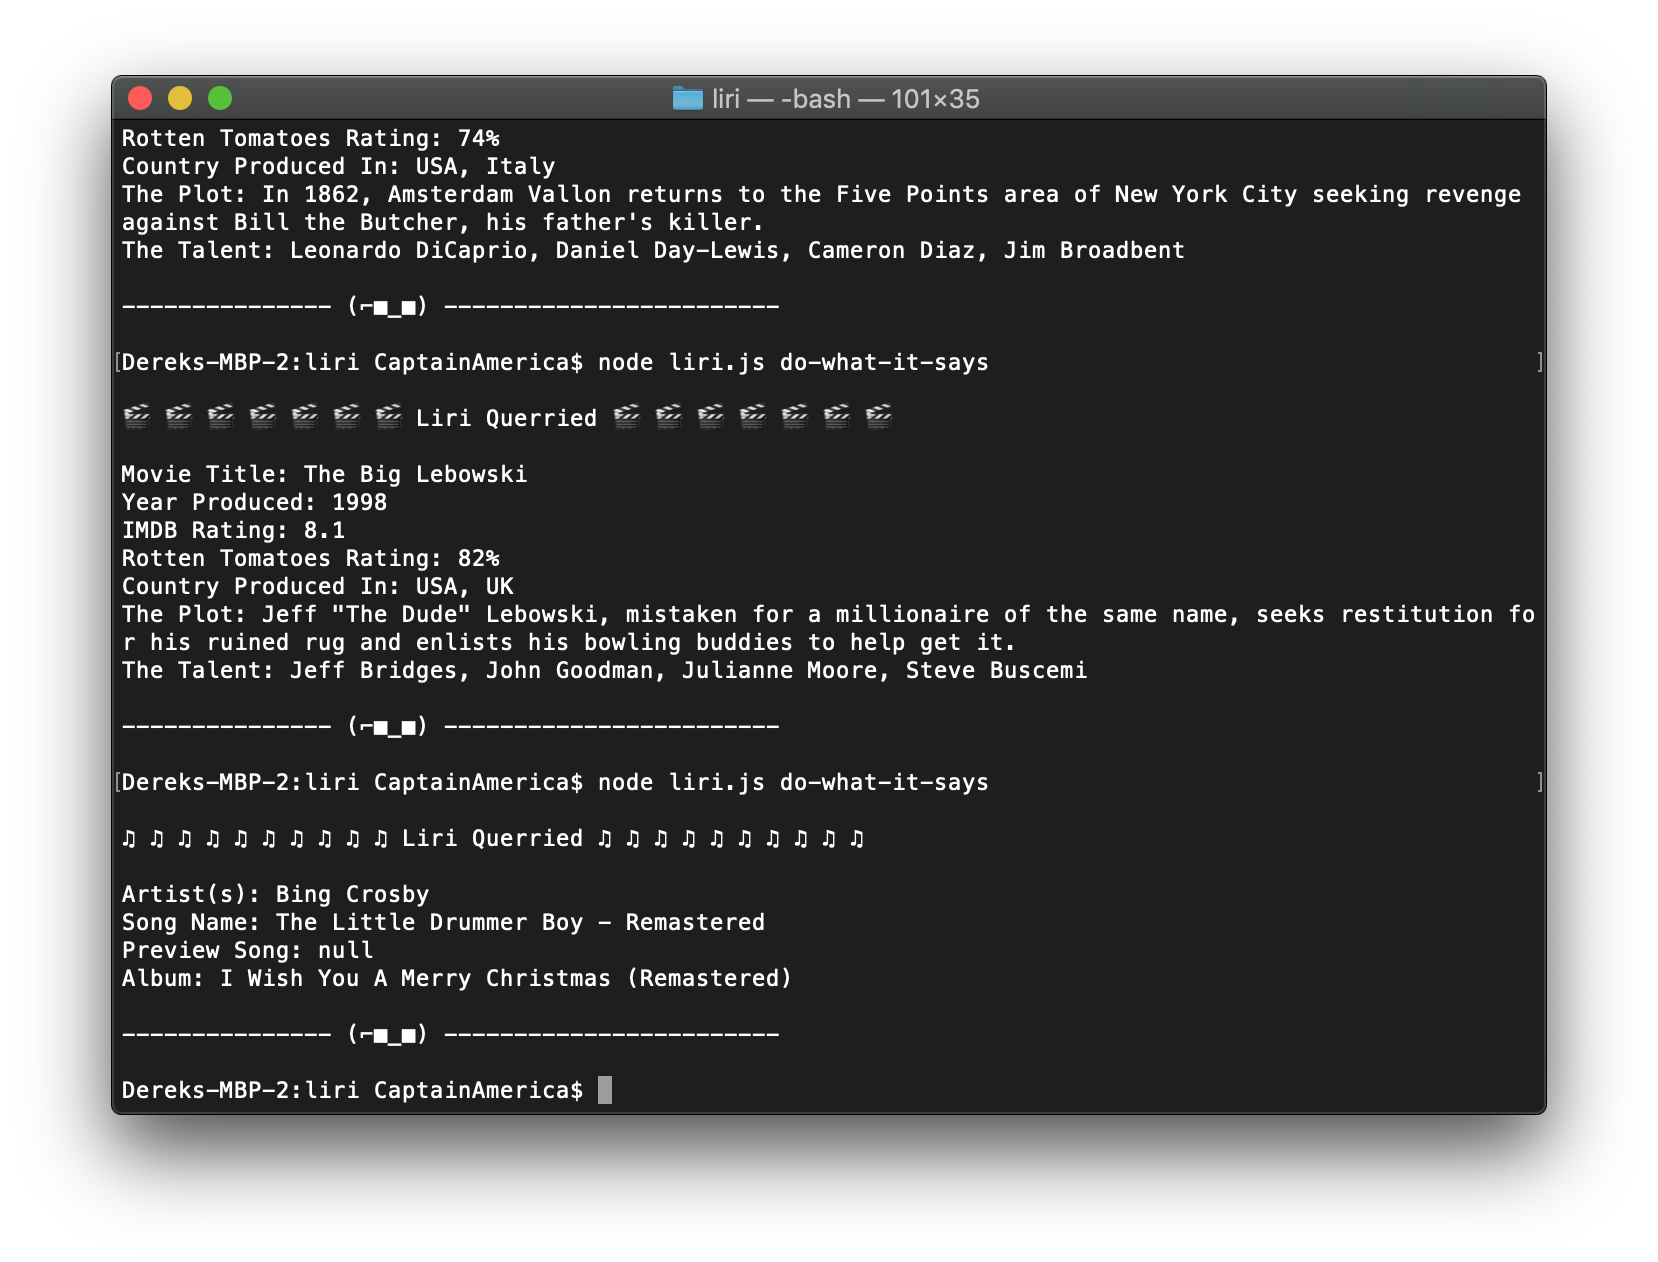 liri — -bash — 101×35
Rotten Tomatoes Rating: 74%
Country Produced In: USA, Italy
The Plot: In 1862, Amsterdam Vallon returns to the Five Points area of New York City seeking revenge
against Bill the Butcher, his father's killer.
The Talent: Leonardo DiCaprio, Daniel Day-Lewis, Cameron Diaz, Jim Broadbent
--------------- (⌐■_■) ------------------------
[Dereks-MBP-2:liri CaptainAmerica$ node liri.js do-what-it-says ]
🎬 🎬 🎬 🎬 🎬 🎬 🎬 Liri Querried 🎬 🎬 🎬 🎬 🎬 🎬 🎬
Movie Title: The Big Lebowski
Year Produced: 1998
IMDB Rating: 8.1
Rotten Tomatoes Rating: 82%
Country Produced In: USA, UK
The Plot: Jeff "The Dude" Lebowski, mistaken for a millionaire of the same name, seeks restitution fo
r his ruined rug and enlists his bowling buddies to help get it.
The Talent: Jeff Bridges, John Goodman, Julianne Moore, Steve Buscemi
--------------- (⌐■_■) ------------------------
[Dereks-MBP-2:liri CaptainAmerica$ node liri.js do-what-it-says ]
♫ ♫ ♫ ♫ ♫ ♫ ♫ ♫ ♫ ♫ Liri Querried ♫ ♫ ♫ ♫ ♫ ♫ ♫ ♫ ♫ ♫
Artist(s): Bing Crosby
Song Name: The Little Drummer Boy - Remastered
Preview Song: null
Album: I Wish You A Merry Christmas (Remastered)
--------------- (⌐■_■) ------------------------
Dereks-MBP-2:liri CaptainAmerica$